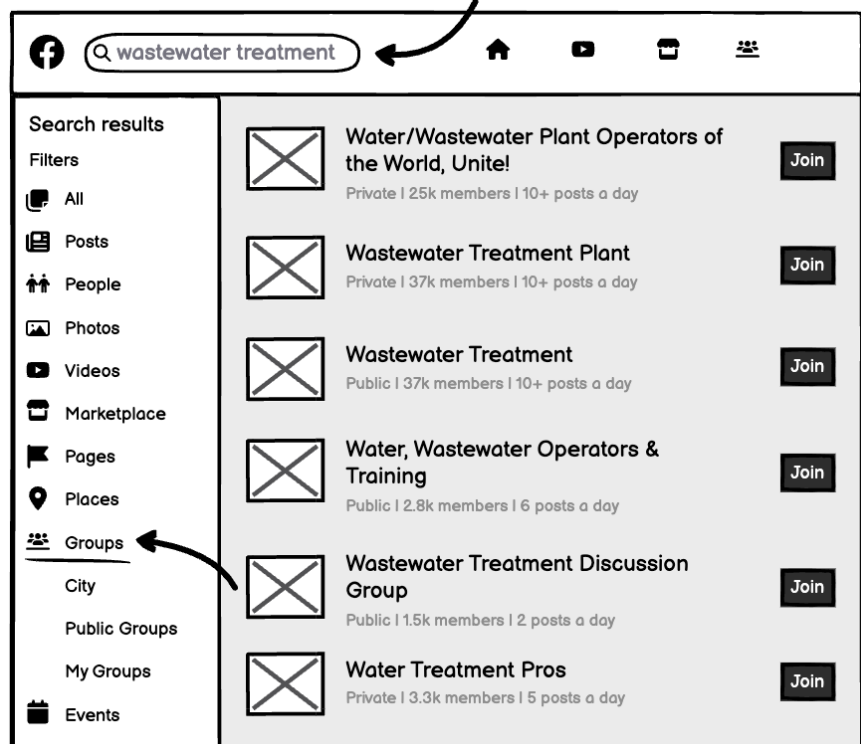 wastewater treatment
Search results
Filters
All
Posts
People
Photos
Videos
Marketplace
Pages
Places
Groups
City
Public Groups
My Groups
Events
Water/Wastewater Plant Operators of
the World, Unite!
Private | 25k members | 10+ posts a day
Join
Wastewater Treatment Plant
Private | 37k members | 10+ posts a day
Join
Wastewater Treatment
Public | 37k members | 10+ posts a day
Join
Water, Wastewater Operators &
Training
Public | 2.8k members | 6 posts a day
Join
Wastewater Treatment Discussion
Group
Public | 1.5k members | 2 posts a day
Join
Water Treatment Pros
Private | 3.3k members | 5 posts a day
Join